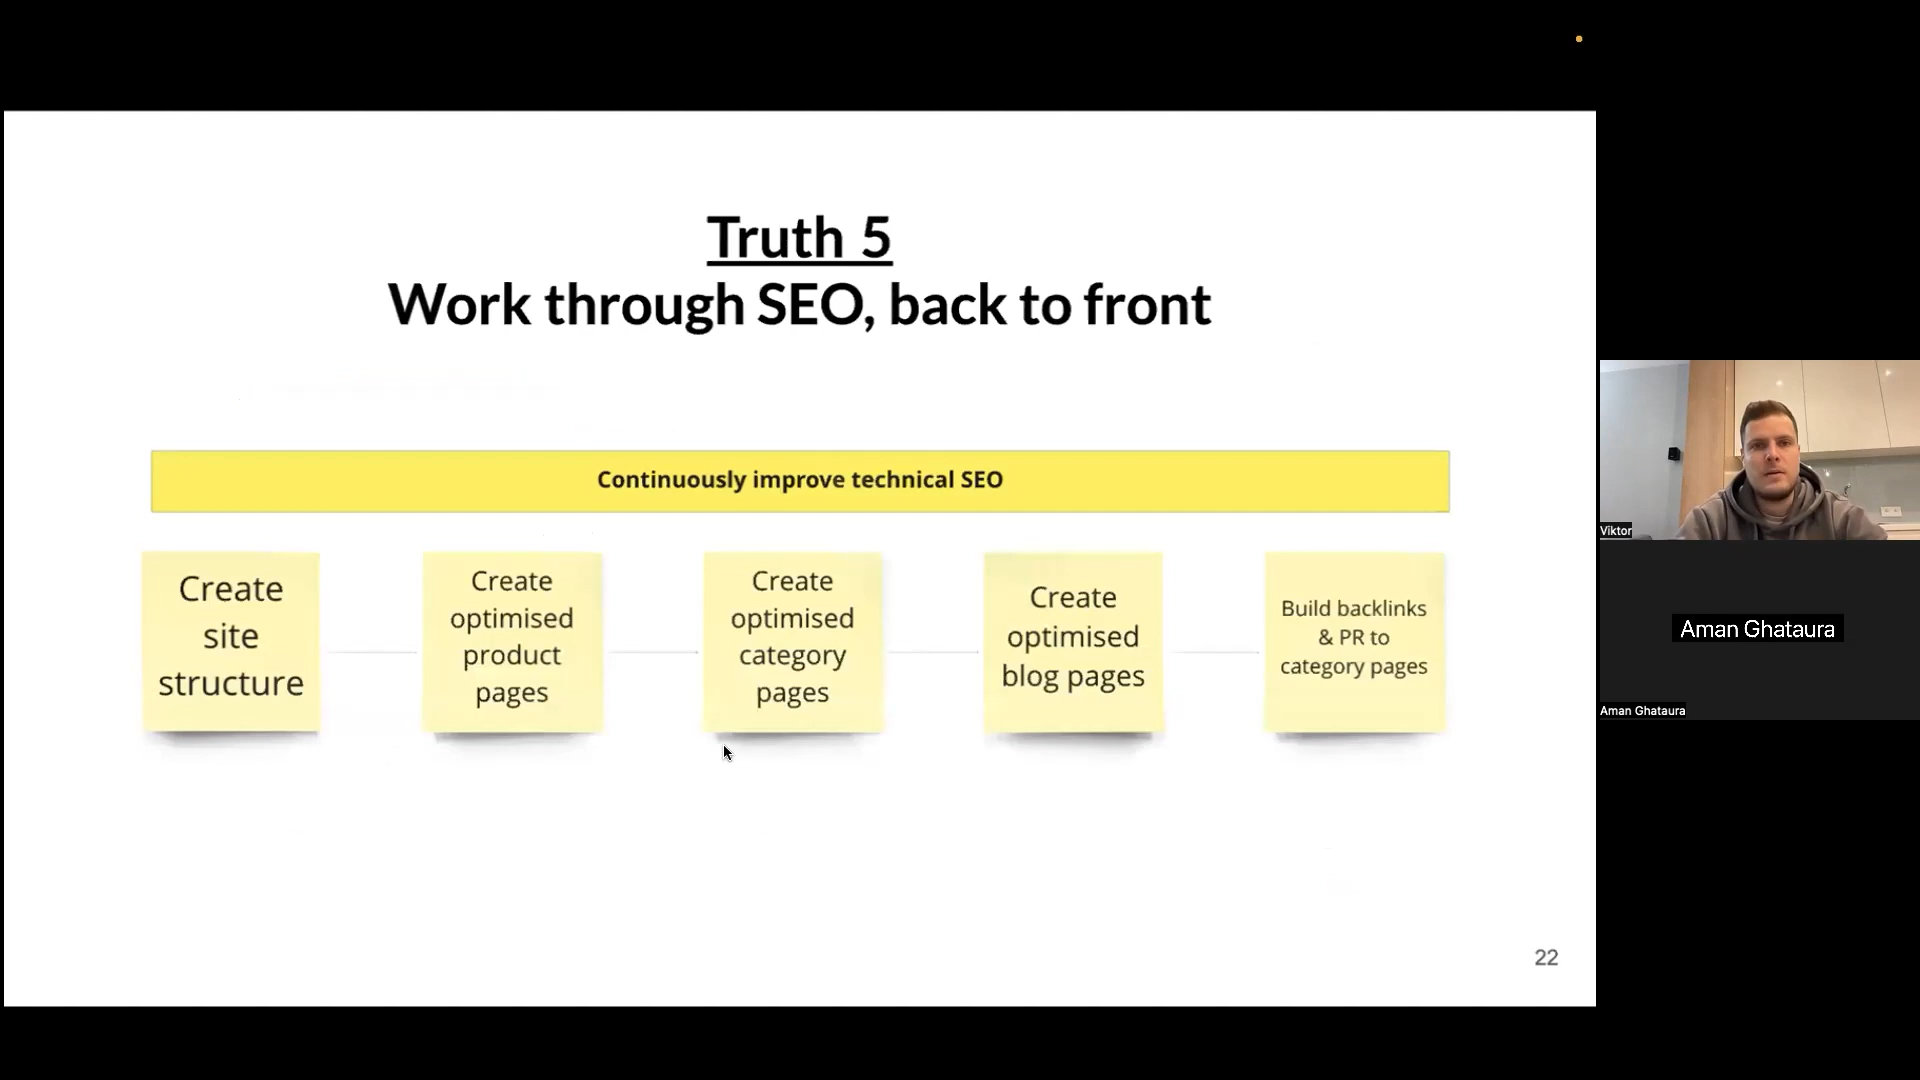 Truth 5
Work through SEO, back to front
Continuously improve technical SEO
Create
site
structure
Create
optimised
product
pages
Create
optimised
category
pages
Create
optimised
blog pages
Build backlinks
& PR to
category pages
22
Viktor
Aman Ghataura
Aman Ghataura